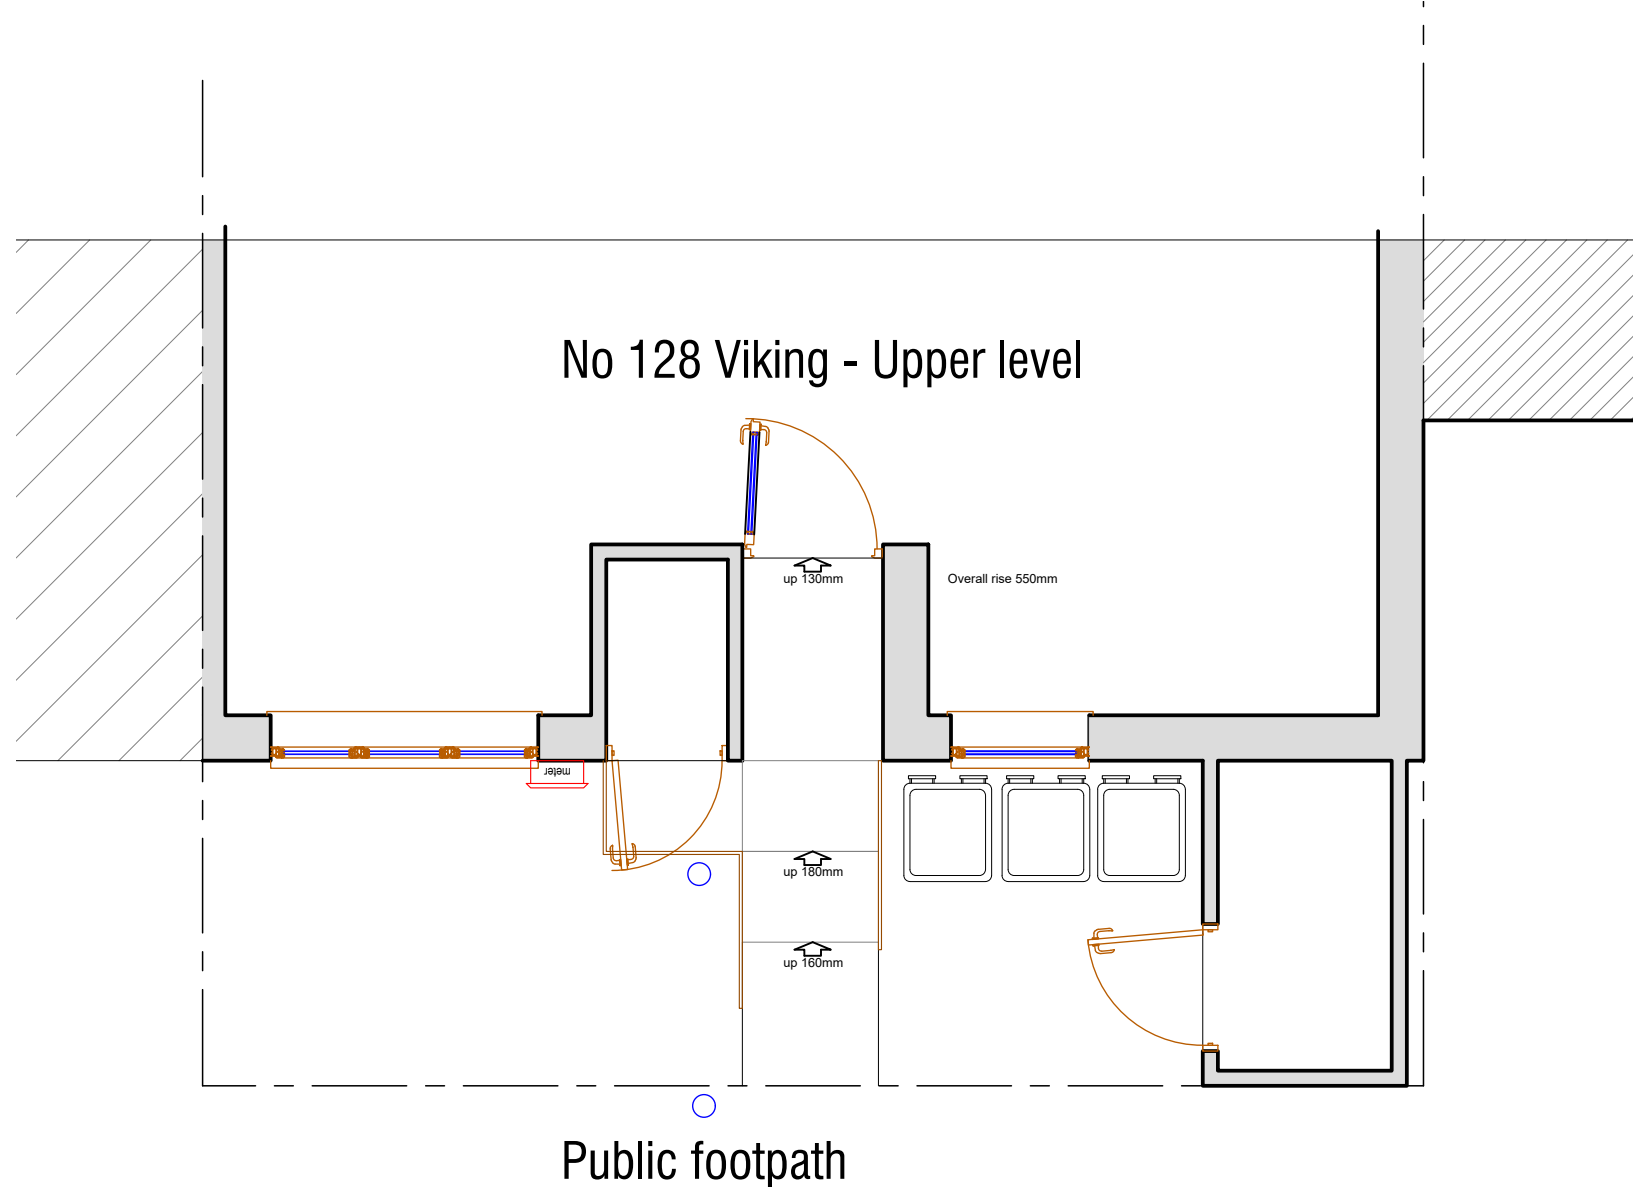 No 128 Viking - Upper level
up 130mm
Overall rise 550mm
meter
up 180mm
up 160mm
Public footpath